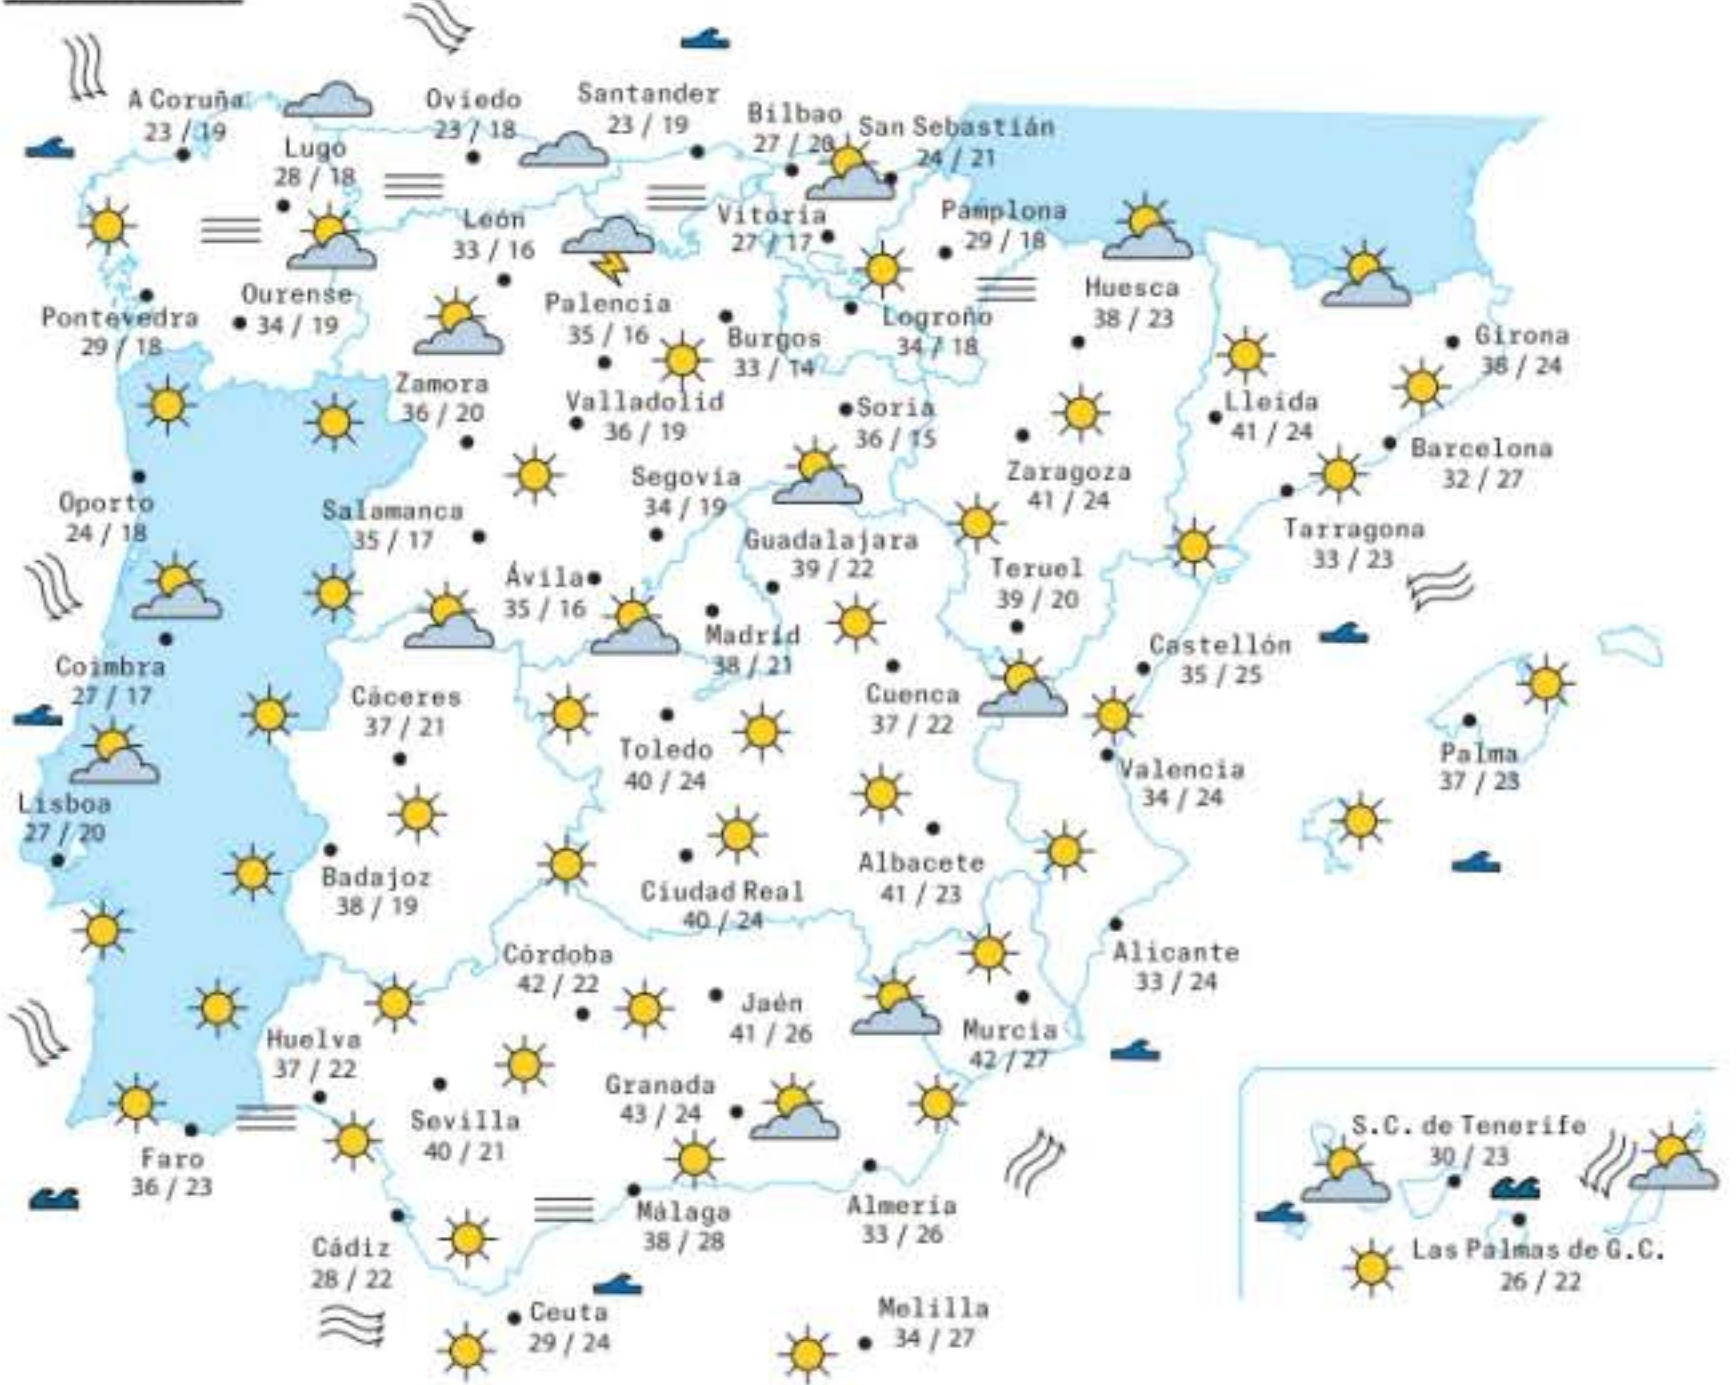 A Coruña
23 / 19
Oviedo
23 / 18
Santander
23 / 19
Bilbao
27 / 20
San Sebastián
24 / 21
Lugo
28 / 18
León
33 / 16
Vitoria
27 / 17
Pamplona
29 / 18
Pontevedra
29 / 18
Ourense
34 / 19
Palencia
35 / 16
Burgos
33 / 14
Logroño
34 / 18
Huesca
38 / 23
Girona
38 / 24
Zamora
36 / 20
Valladolid
36 / 19
Soria
36 / 15
Lleida
41 / 24
Barcelona
32 / 27
Oporto
24 / 18
Salamanca
35 / 17
Segovia
34 / 19
Zaragoza
41 / 24
Tarragona
33 / 23
Guadalajara
39 / 22
Ávila
35 / 16
Teruel
39 / 20
Madrid
38 / 21
Castellón
35 / 25
Coimbra
27 / 17
Cáceres
37 / 21
Cuenca
37 / 22
Toledo
40 / 24
Palma
37 / 23
Valencia
34 / 24
Lisboa
27 / 20
Badajoz
38 / 19
Ciudad Real
40 / 24
Albacete
41 / 23
Córdoba
42 / 22
Alicante
33 / 24
Jaén
41 / 26
Murcia
42 / 27
Huelva
37 / 22
Granada
43 / 24
Sevilla
40 / 21
Faro
36 / 23
Málaga
38 / 28
Almería
33 / 26
S.C. de Tenerife
30 / 23
Cádiz
28 / 22
Las Palmas de G.C.
26 / 22
Ceuta
29 / 24
Melilla
34 / 27